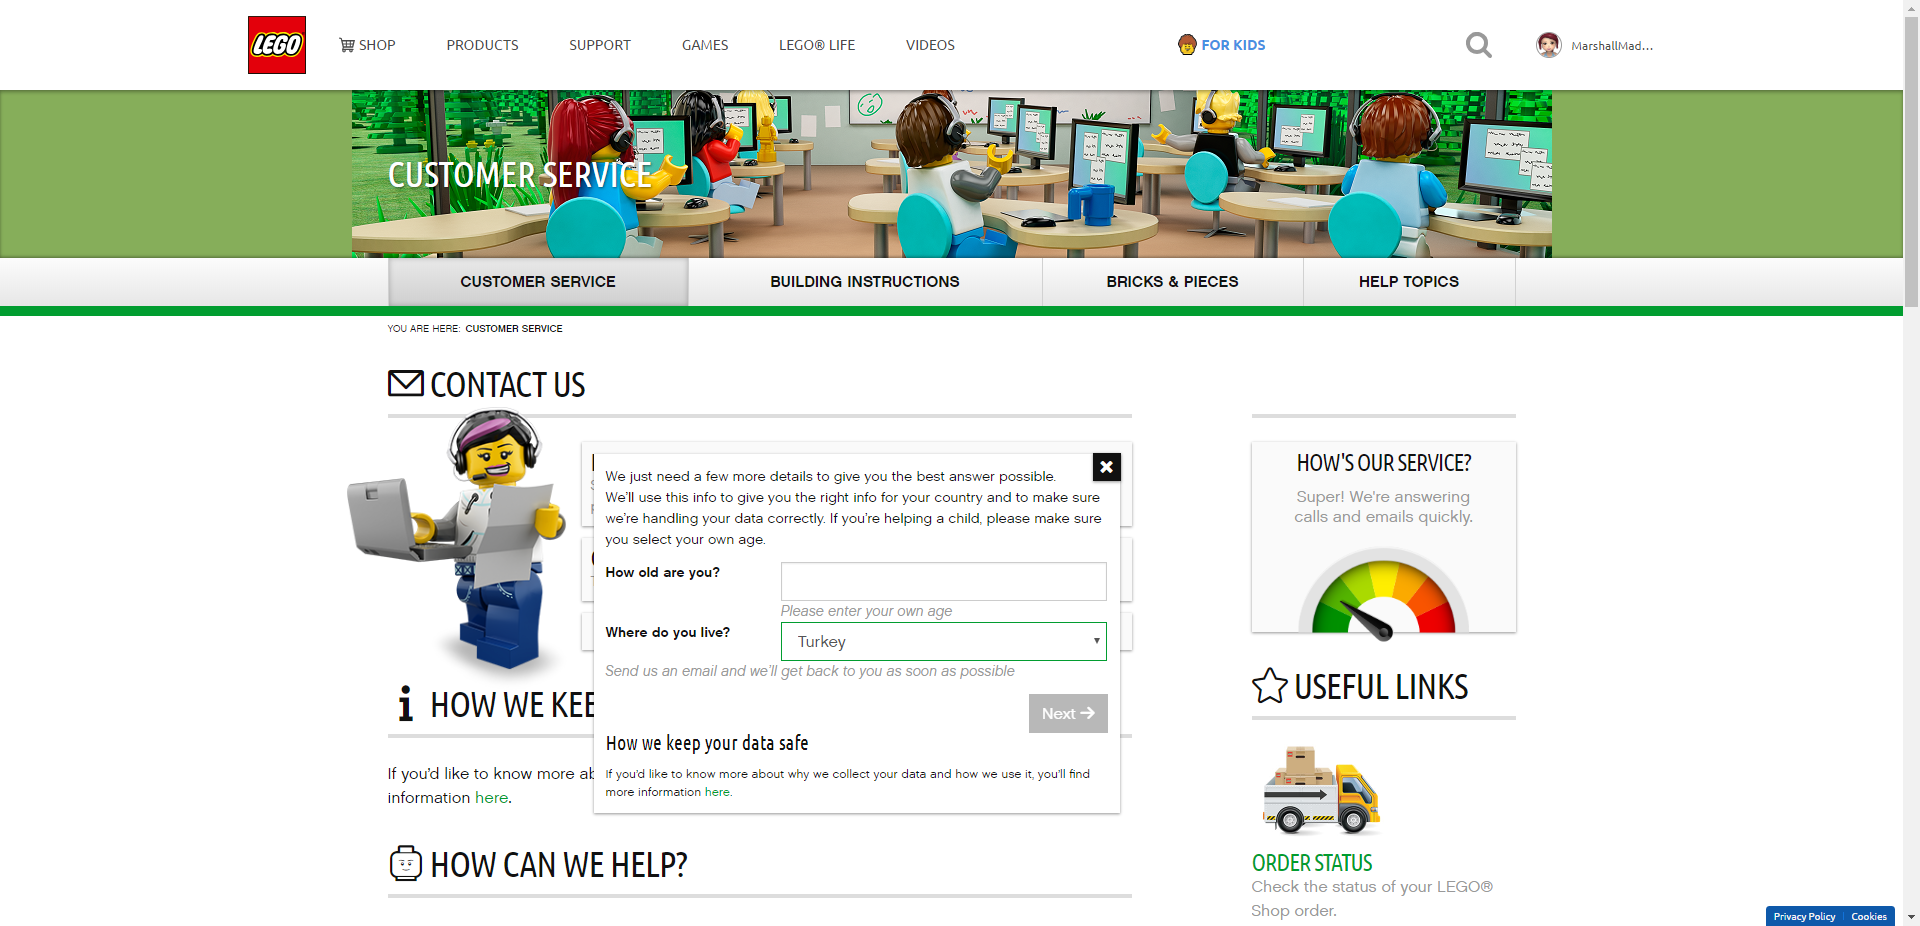 LEGO
SHOP
PRODUCTS
SUPPORT
GAMES
LEGO® LIFE
VIDEOS
FOR KIDS
MarshallMad...
CUSTOMER SERVICE
CUSTOMER SERVICE
BUILDING INSTRUCTIONS
BRICKS & PIECES
HELP TOPICS
YOU ARE HERE: CUSTOMER SERVICE
CONTACT US
We just need a few more details to give you the best answer possible.
We'll use this info to give you the right info for your country and to make sure
we're handling your data correctly. If you're helping a child, please make sure
you select your own age.
How old are you?
Please enter your own age
Where do you live?
Turkey
Send us an email and we'll get back to you as soon as possible
Next
How we keep your data safe
If you'd like to know more about why we collect your data and how we use it, you'll find
more information here.
HOW WE KEE
If you'd like to know more ab
information here.
HOW CAN WE HELP?
HOW'S OUR SERVICE?
Super! We're answering
calls and emails quickly.
USEFUL LINKS
ORDER STATUS
Check the status of your LEGO®
Shop order.
Privacy Policy
Cookies